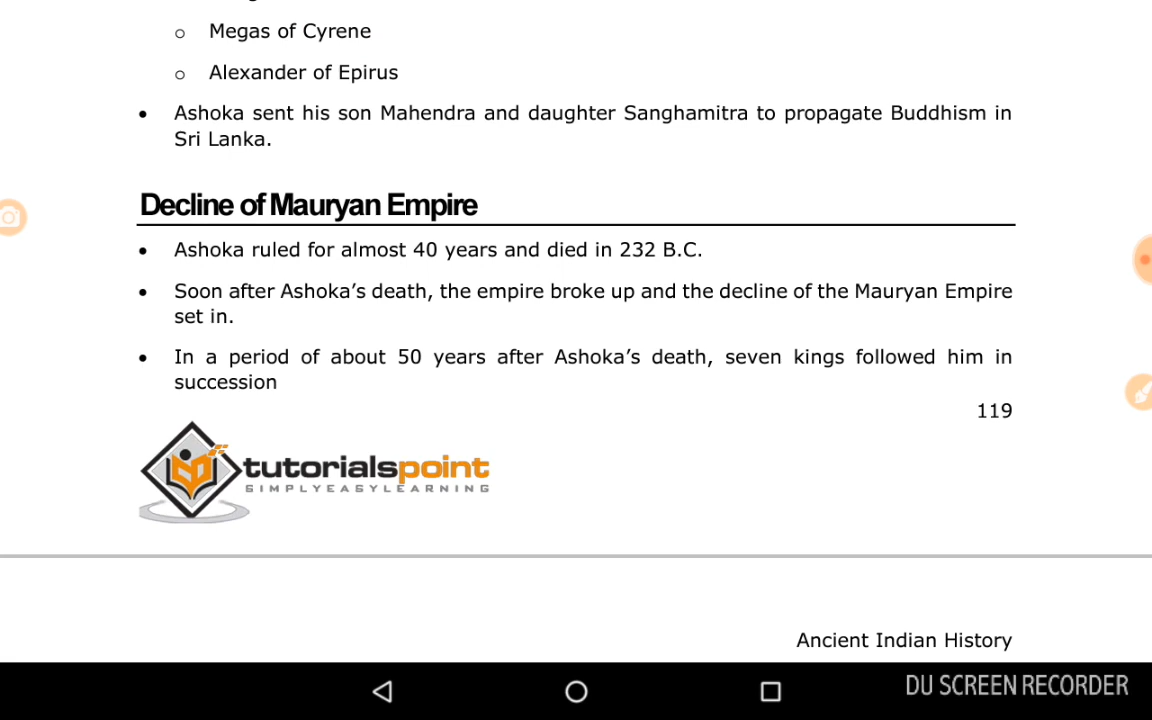 Megas of Cyrene
Alexander of Epirus
Ashoka sent his son Mahendra and daughter Sanghamitra to propagate Buddhism in
Sri Lanka.
Decline of Mauryan Empire
Ashoka ruled for almost 40 years and died in 232 B.C.
Soon after Ashoka’s death, the empire broke up and the decline of the Mauryan Empire
set in.
In a period of about 50 years after Ashoka’s death, seven kings followed him in
succession
119
tutorialspoint
SIMPLYEASYLEARNING
Ancient Indian History
DU SCREEN RECORDER